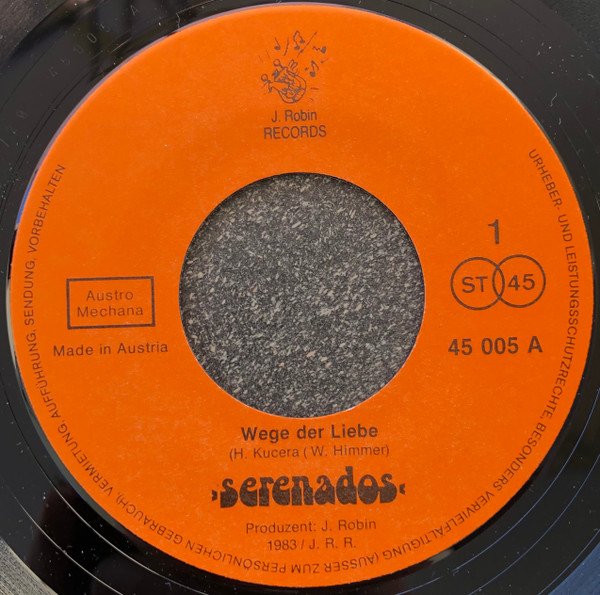 J. Robin
RECORDS
1
ST 45
45 005 A
Austro
Mechana
Made in Austria
Wege der Liebe
(H. Kucera ( W. Himmer)
›serenados‹
Produzent: J. Robin
1983 / J. R. R.
URHEBER- UND LEISTUNGSSCHUTZRECHTE, BESONDERS VERVIELFÄLTIGUNG (AUSSER ZUM PERSÖNLICHEN GEBRAUCH), VERMIETUNG, AUFFÜHRUNG, SENDUNG, VORBEHALTEN